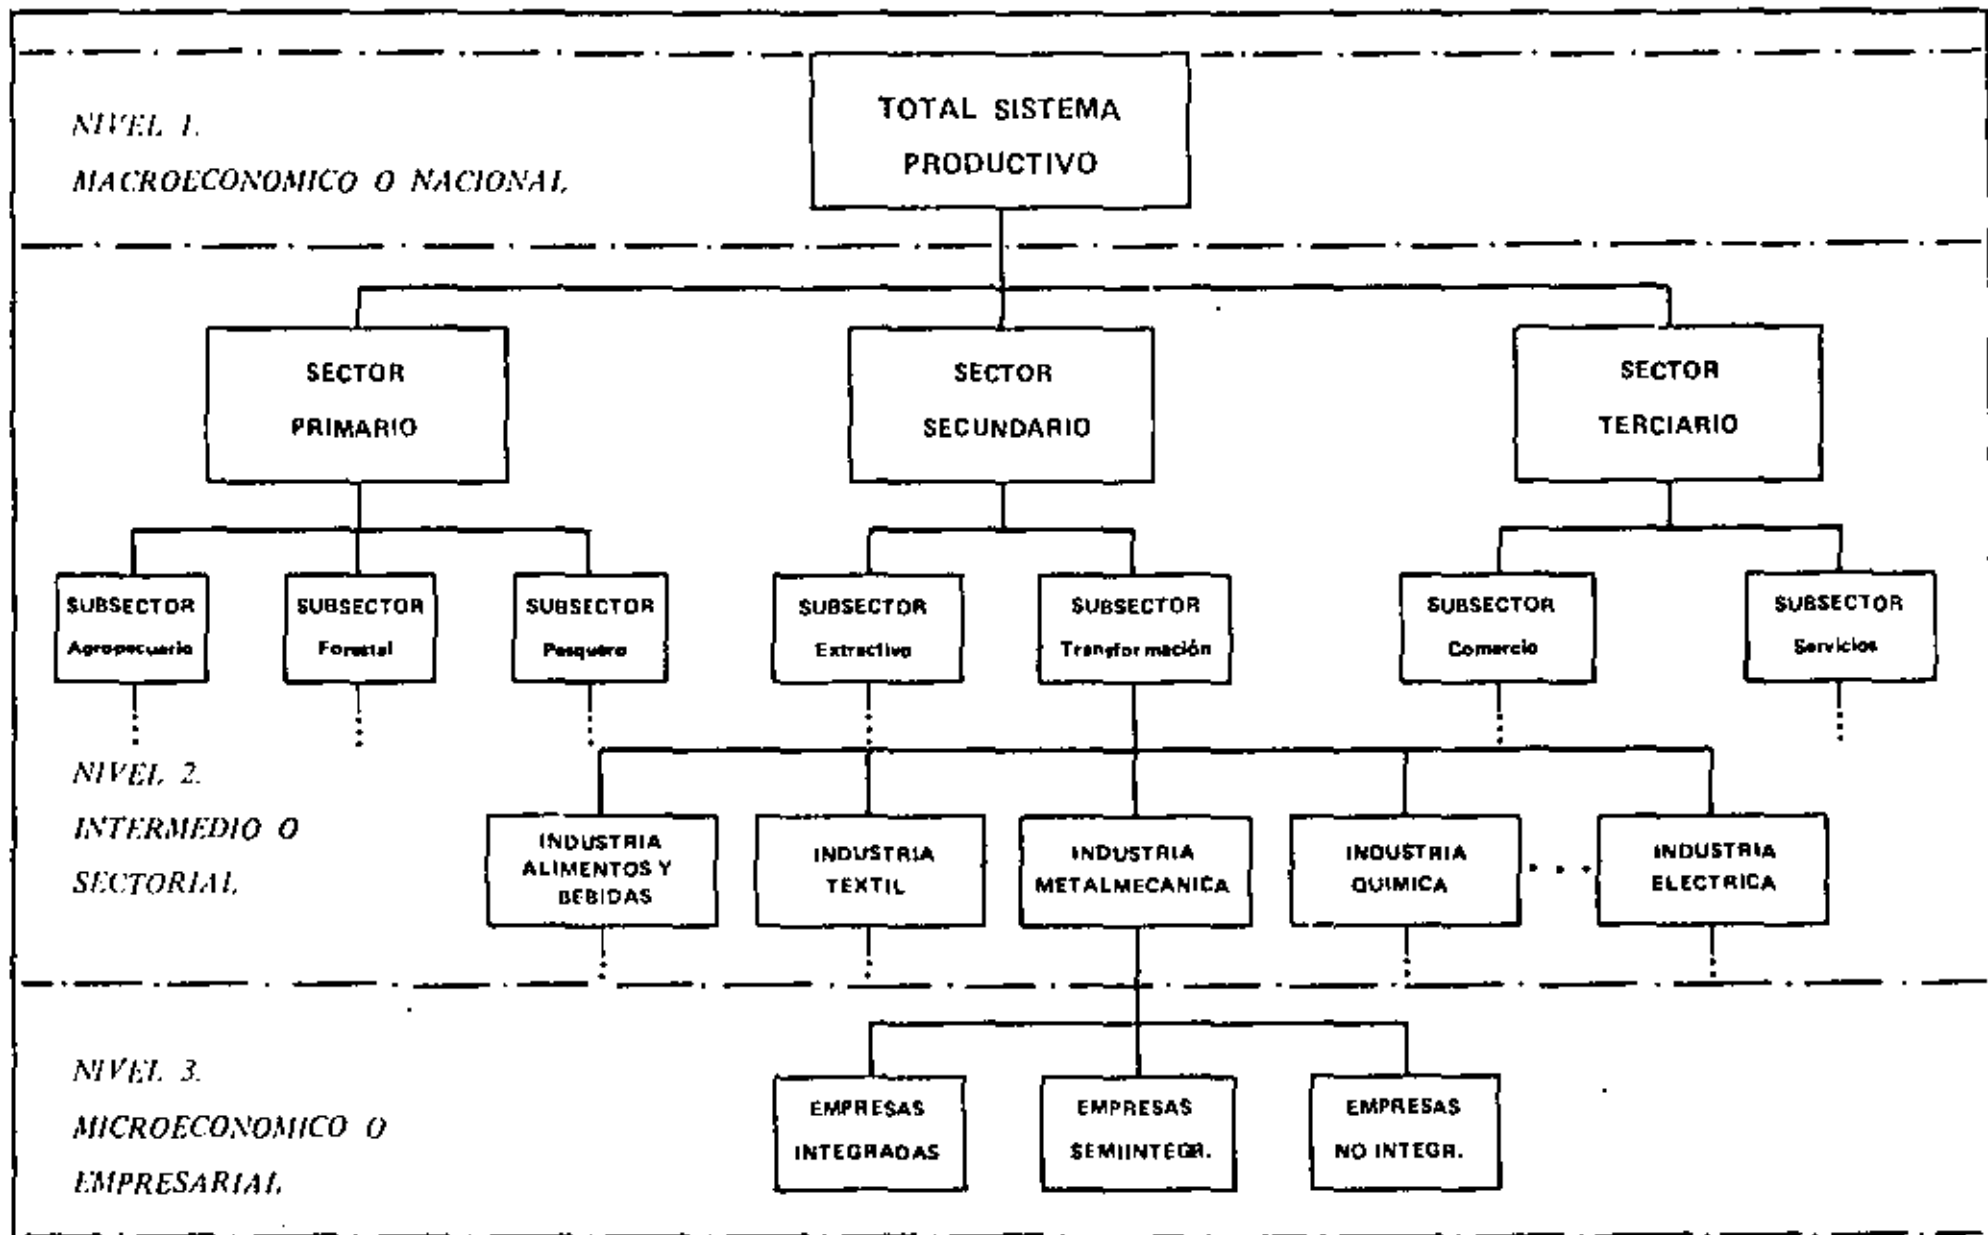 NIVEL 1.
MACROECONOMICO O NACIONAL
TOTAL SISTEMA
PRODUCTIVO
SECTOR
PRIMARIO
SECTOR
SECUNDARIO
SECTOR
TERCIARIO
SUBSECTOR
Agropecuario
SUBSECTOR
Forestal
SUBSECTOR
Pesquero
SUBSECTOR
Extractivo
SUBSECTOR
Transformación
SUBSECTOR
Comercio
SUBSECTOR
Servicios
NIVEL 2.
INTERMEDIO O
SECTORIAL
INDUSTRIA
ALIMENTOS Y
BEBIDAS
INDUSTRIA
TEXTIL
INDUSTRIA
METALMECANICA
INDUSTRIA
QUIMICA
. . .
INDUSTRIA
ELECTRICA
NIVEL 3.
MICROECONOMICO O
EMPRESARIAL
EMPRESAS
INTEGRADAS
EMPRESAS
SEMIINTEGR.
EMPRESAS
NO INTEGR.